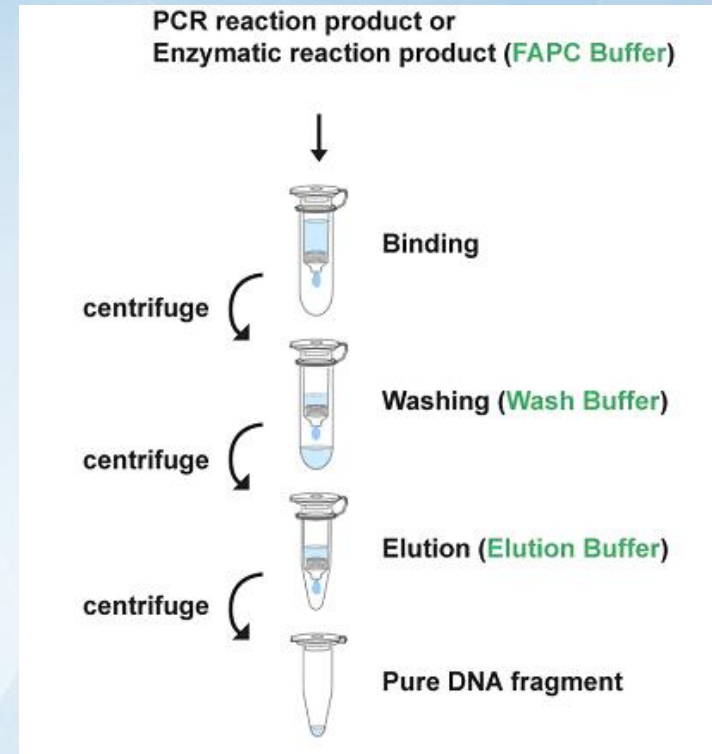 PCR reaction product or
Enzymatic reaction product (FAPC Buffer)
Binding
centrifuge
Washing (Wash Buffer)
centrifuge
Elution (Elution Buffer)
centrifuge
Pure DNA fragment